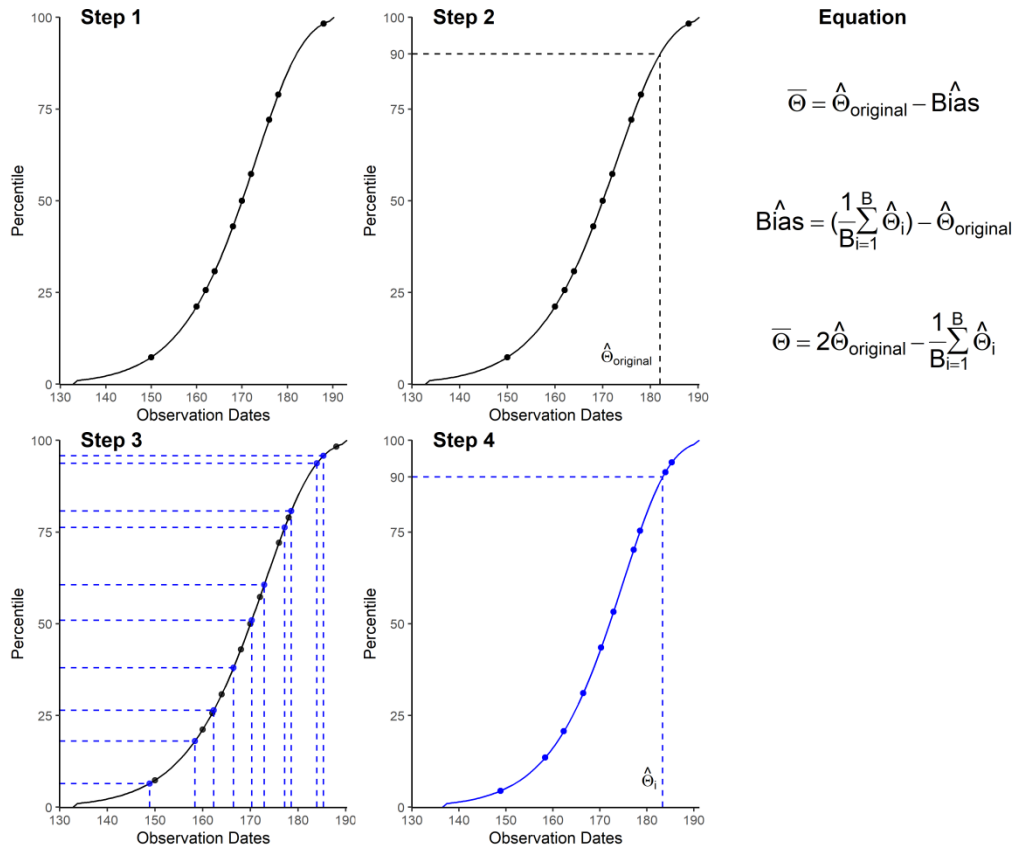 Step 1
100
75
50
25
0
Percentile
130 140 150 160 170 180 190
Observation Dates
Step 2
100
90
75
50
25
0
Percentile
Θ̂original
130 140 150 160 170 180 190
Observation Dates
Equation
Θ̅ = Θ̂original − Biaŝ
Biaŝ = (1/B ∑i=1B Θ̂i) − Θ̂original
Θ̅ = 2Θ̂original − 1/B ∑i=1B Θ̂i
Step 3
100
75
50
25
0
Percentile
130 140 150 160 170 180 190
Observation Dates
Step 4
100
90
75
50
25
0
Percentile
Θ̂i
130 140 150 160 170 180 190
Observation Dates